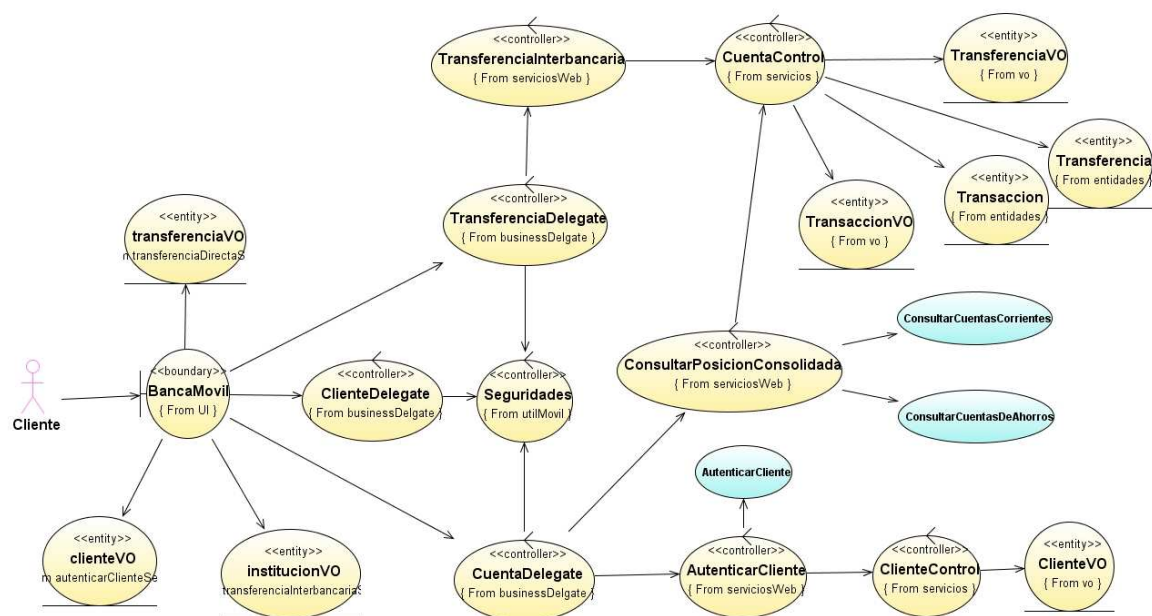 <<controller>>
TransferenciaInterbancaria
{ From serviciosWeb }
<<controller>>
CuentaControl
{ From servicios }
<<entity>>
TransferenciaVO
{ From vo }
<<entity>>
Transferencia
{ From entidades }
<<entity>>
Transaccion
{ From entidades }
<<entity>>
TransaccionVO
{ From vo }
<<controller>>
TransferenciaDelegate
{ From businessDelgate }
<<entity>>
transferenciaVO
m transferenciaDirectaS
ConsultarCuentasCorrientes
<<controller>>
ConsultarPosicionConsolidada
{ From serviciosWeb }
ConsultarCuentasDeAhorros
Cliente
<<boundary>>
BancaMovil
{ From UI }
<<controller>>
ClienteDelegate
{ From businessDelgate }
<<controller>>
Seguridades
{ From utilMovil }
AutenticarCliente
<<entity>>
clienteVO
m autenticarClienteSe
<<entity>>
institucionVO
transferenciaInterbancariaS
<<controller>>
CuentaDelegate
{ From businessDelgate }
<<controller>>
AutenticarCliente
{ From serviciosWeb }
<<controller>>
ClienteControl
{ From servicios }
<<entity>>
ClienteVO
{ From vo }